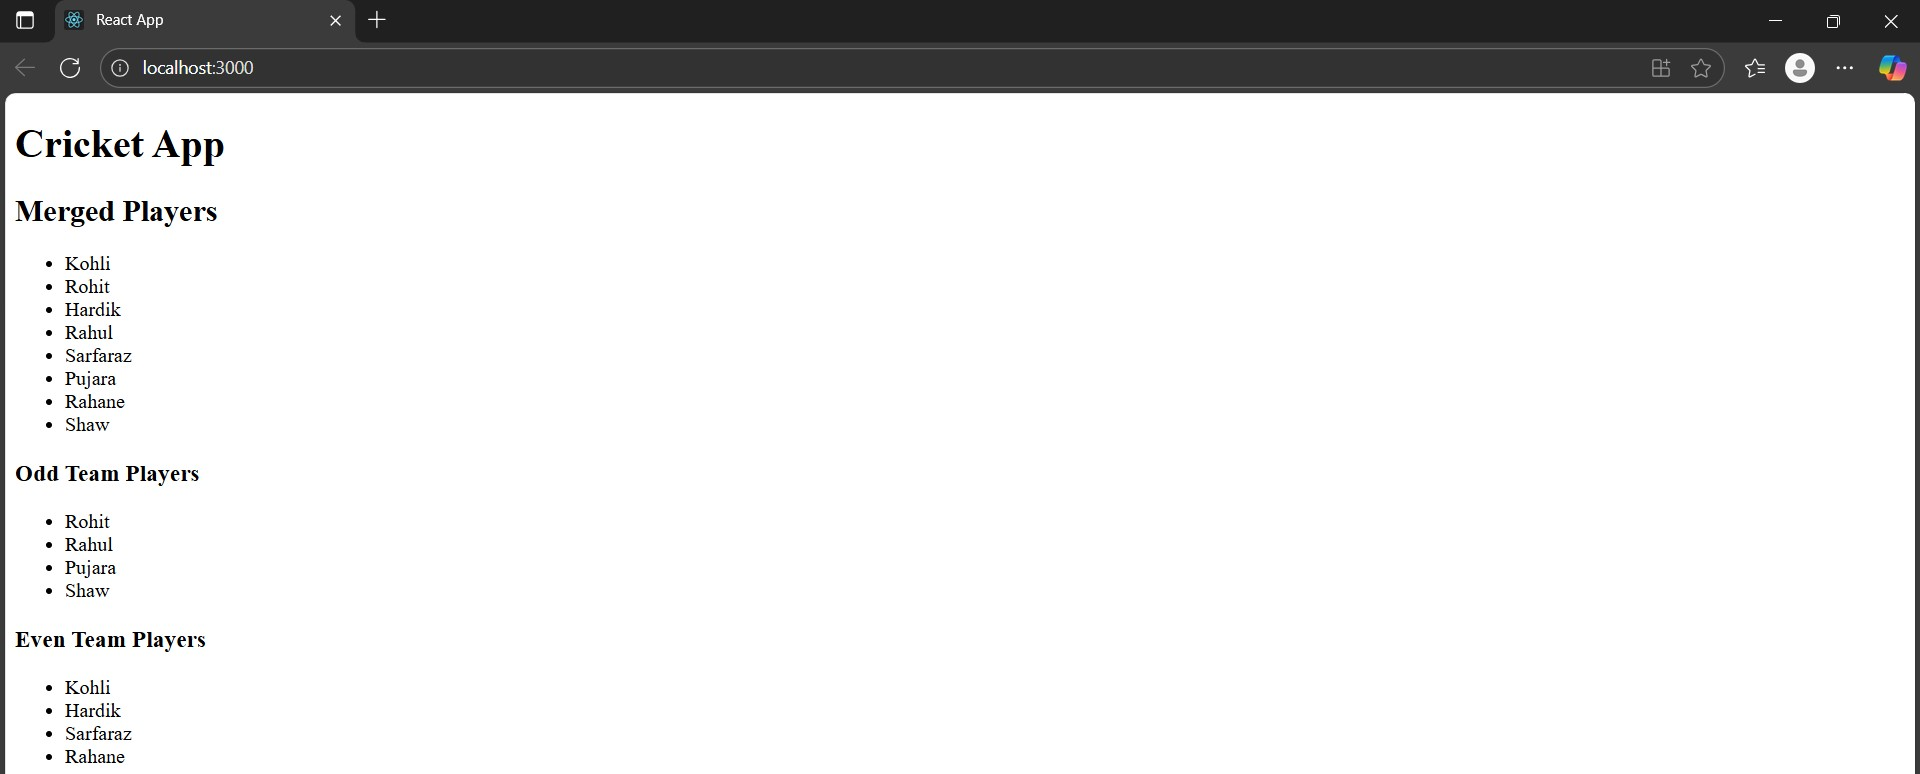 React App
localhost:3000
Cricket App
Merged Players
Kohli
Rohit
Hardik
Rahul
Sarfaraz
Pujara
Rahane
Shaw
Odd Team Players
Rohit
Rahul
Pujara
Shaw
Even Team Players
Kohli
Hardik
Sarfaraz
Rahane